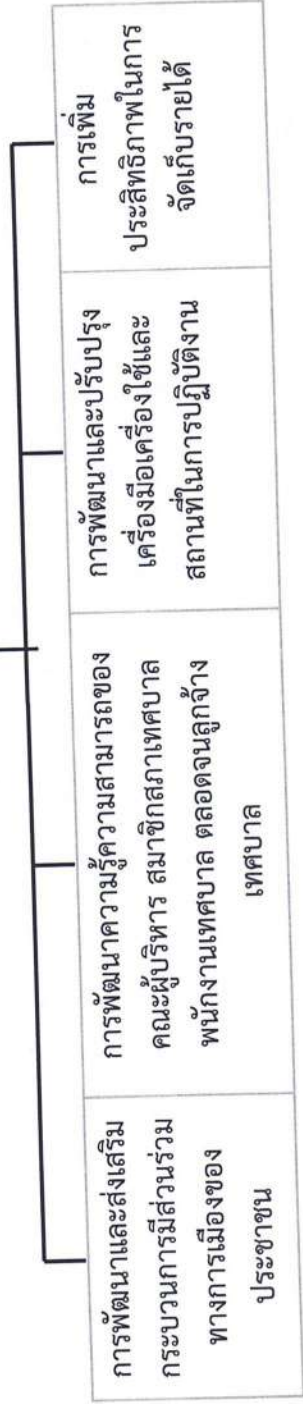 การพัฒนาและส่งเสริม
กระบวนการมีส่วนร่วม
ทางการเมืองของ
ประชาชน
การพัฒนาความรู้ความสามารถของ
คณะผู้บริหาร สมาชิกสภาเทศบาล
พนักงานเทศบาล ตลอดจนลูกจ้าง
เทศบาล
การพัฒนาและปรับปรุง
เครื่องมือเครื่องใช้และ
สถานที่ในการปฏิบัติงาน
การเพิ่ม
ประสิทธิภาพในการ
จัดเก็บรายได้